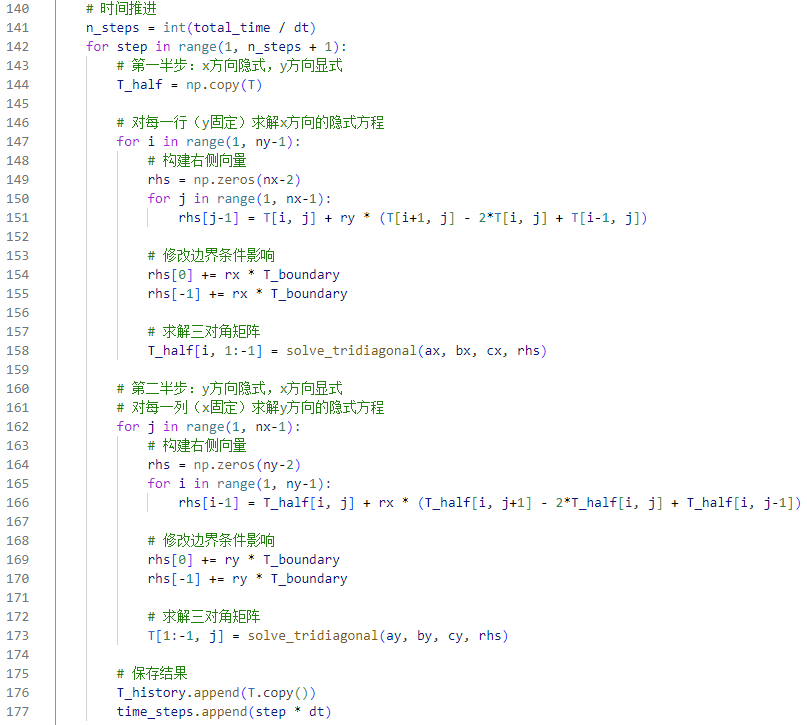 140 # 时间推进
141 n_steps = int(total_time / dt)
142 for step in range(1, n_steps + 1):
143 # 第一半步：x方向隐式，y方向显式
144 T_half = np.copy(T)
145
146 # 对每一行（y固定）求解x方向的隐式方程
147 for i in range(1, ny-1):
148 # 构建右侧向量
149 rhs = np.zeros(nx-2)
150 for j in range(1, nx-1):
151 rhs[j-1] = T[i, j] + ry * (T[i+1, j] - 2*T[i, j] + T[i-1, j])
152
153 # 修改边界条件影响
154 rhs[0] += rx * T_boundary
155 rhs[-1] += rx * T_boundary
156
157 # 求解三对角矩阵
158 T_half[i, 1:-1] = solve_tridiagonal(ax, bx, cx, rhs)
159
160 # 第二半步：y方向隐式，x方向显式
161 # 对每一列（x固定）求解y方向的隐式方程
162 for j in range(1, nx-1):
163 # 构建右侧向量
164 rhs = np.zeros(ny-2)
165 for i in range(1, ny-1):
166 rhs[i-1] = T_half[i, j] + rx * (T_half[i, j+1] - 2*T_half[i, j] + T_half[i, j-1])
167
168 # 修改边界条件影响
169 rhs[0] += ry * T_boundary
170 rhs[-1] += ry * T_boundary
171
172 # 求解三对角矩阵
173 T[1:-1, j] = solve_tridiagonal(ay, by, cy, rhs)
174
175 # 保存结果
176 T_history.append(T.copy())
177 time_steps.append(step * dt)